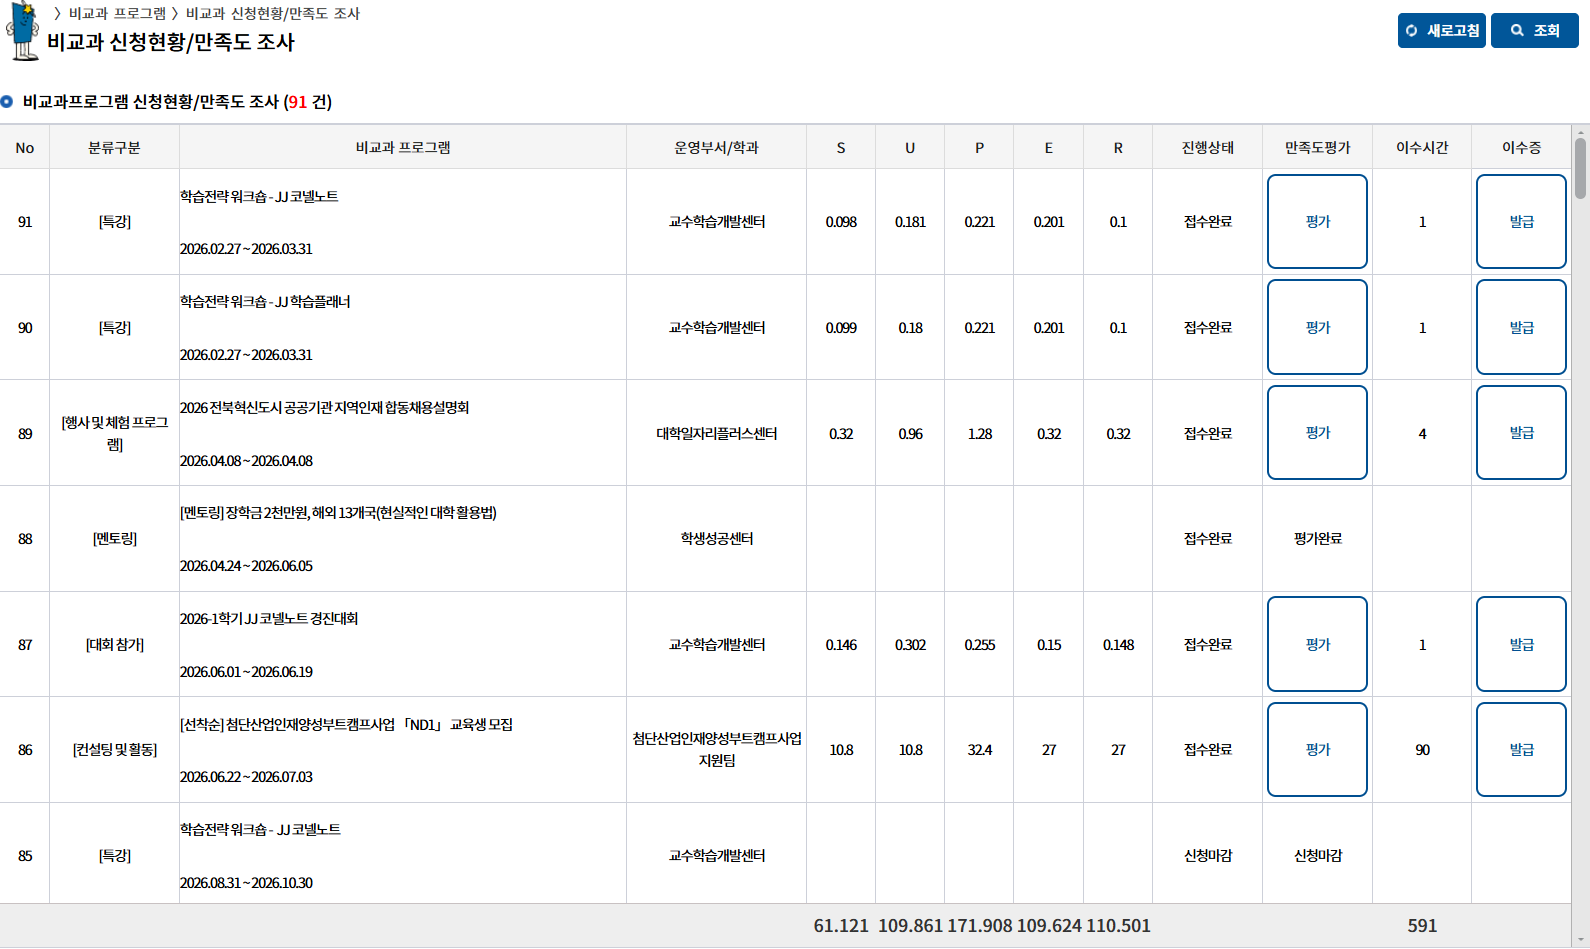 〉 비교과 프로그램 〉 비교과 신청현황/만족도 조사
비교과 신청현황/만족도 조사
새로고침 조회
비교과프로그램 신청현황/만족도 조사 (91 건)
No 분류구분 비교과 프로그램 운영부서/학과 S U P E R 진행상태 만족도평가 이수시간 이수증
91 [특강] 학습전략 워크숍 - JJ 코넬노트 교수학습개발센터 0.098 0.181 0.221 0.201 0.1 접수완료 평가 1 발급
2026.02.27 ~ 2026.03.31
90 [특강] 학습전략 워크숍 - JJ 학습플래너 교수학습개발센터 0.099 0.18 0.221 0.201 0.1 접수완료 평가 1 발급
2026.02.27 ~ 2026.03.31
89 [행사 및 체험 프로그램] 2026 전북혁신도시 공공기관 지역인재 합동채용설명회 대학일자리플러스센터 0.32 0.96 1.28 0.32 0.32 접수완료 평가 4 발급
2026.04.08 ~ 2026.04.08
88 [멘토링] [멘토링] 장학금 2천만원, 해외 13개국(현실적인 대학 활용법) 학생성공센터 접수완료 평가완료
2026.04.24 ~ 2026.06.05
87 [대회 참가] 2026-1학기 JJ 코넬노트 경진대회 교수학습개발센터 0.146 0.302 0.255 0.15 0.148 접수완료 평가 1 발급
2026.06.01 ~ 2026.06.19
86 [컨설팅 및 활동] [선착순] 첨단산업인재양성부트캠프사업 「ND1」 교육생 모집 첨단산업인재양성부트캠프사업지원팀 10.8 10.8 32.4 27 27 접수완료 평가 90 발급
2026.06.22 ~ 2026.07.03
85 [특강] 학습전략 워크숍 - JJ 코넬노트 교수학습개발센터 신청마감 신청마감
2026.08.31 ~ 2026.10.30
61.121 109.861 171.908 109.624 110.501 591